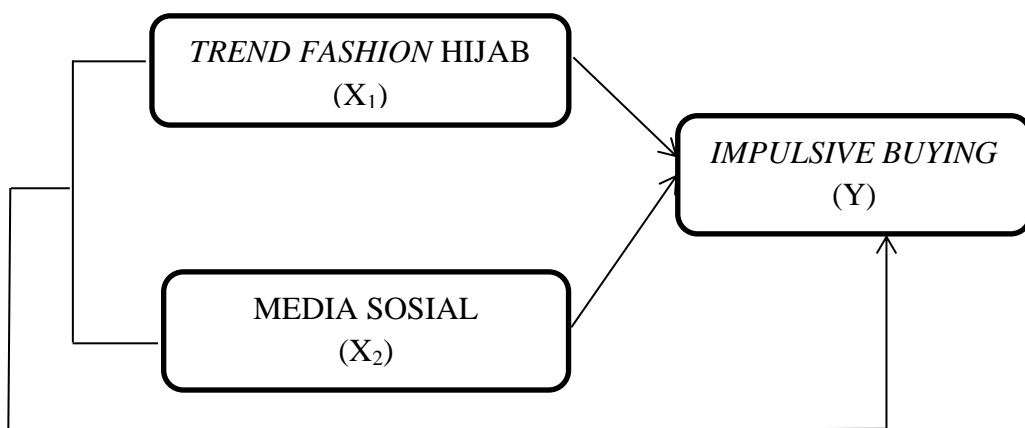 TREND FASHION HIJAB
(X₁)
IMPULSIVE BUYING
(Y)
MEDIA SOSIAL
(X₂)